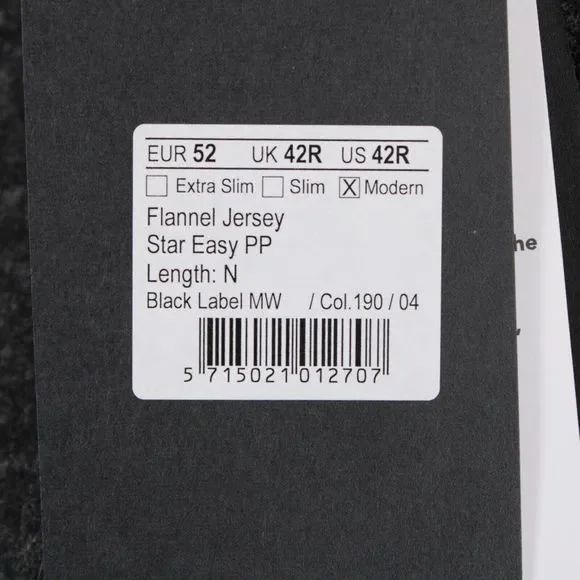 EUR 52 UK 42R US 42R
Extra Slim Slim X Modern
Flannel Jersey
Star Easy PP
Length: N
Black Label MW / Col.190 / 04
5 715021 012707
he